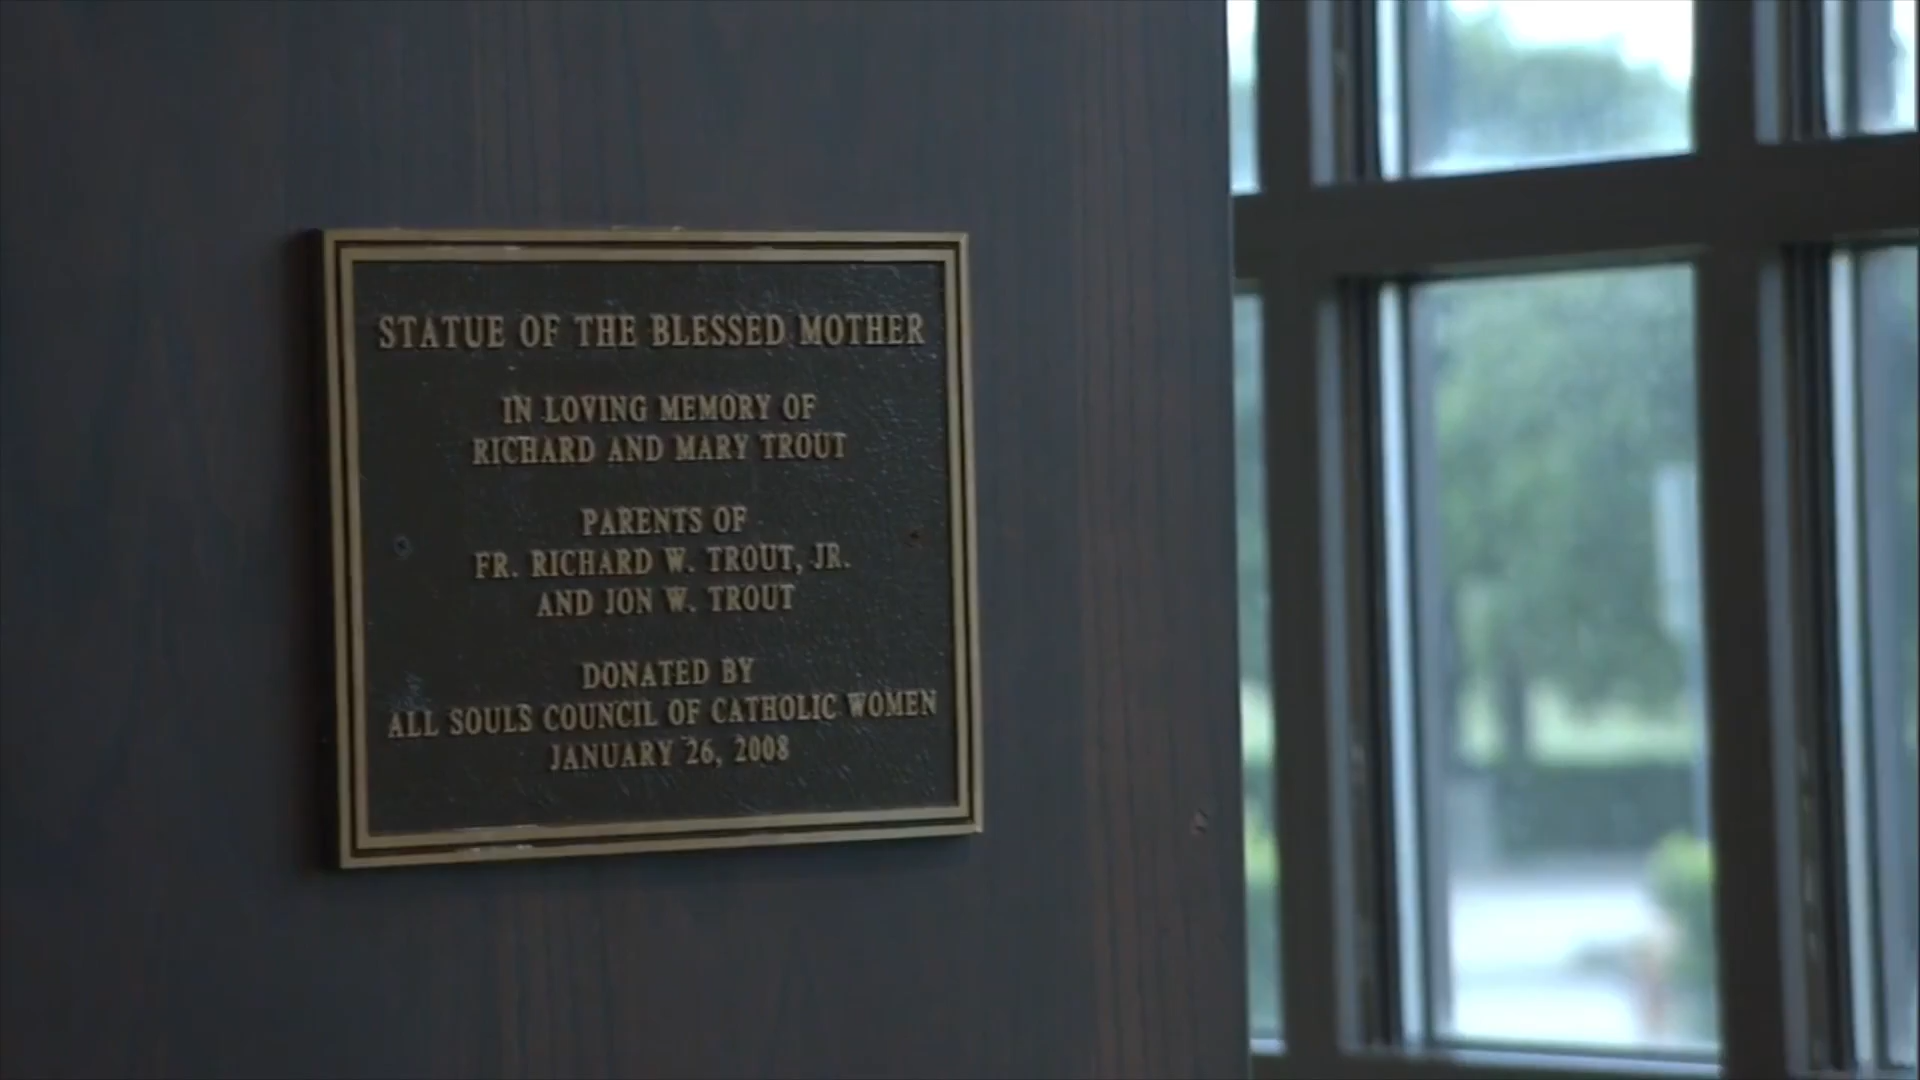 STATUE OF THE BLESSED MOTHER
IN LOVING MEMORY OF
RICHARD AND MARY TROUT
PARENTS OF
FR. RICHARD W. TROUT, JR.
AND JON W. TROUT
DONATED BY
ALL SOULS COUNCIL OF CATHOLIC WOMEN
JANUARY 26, 2008